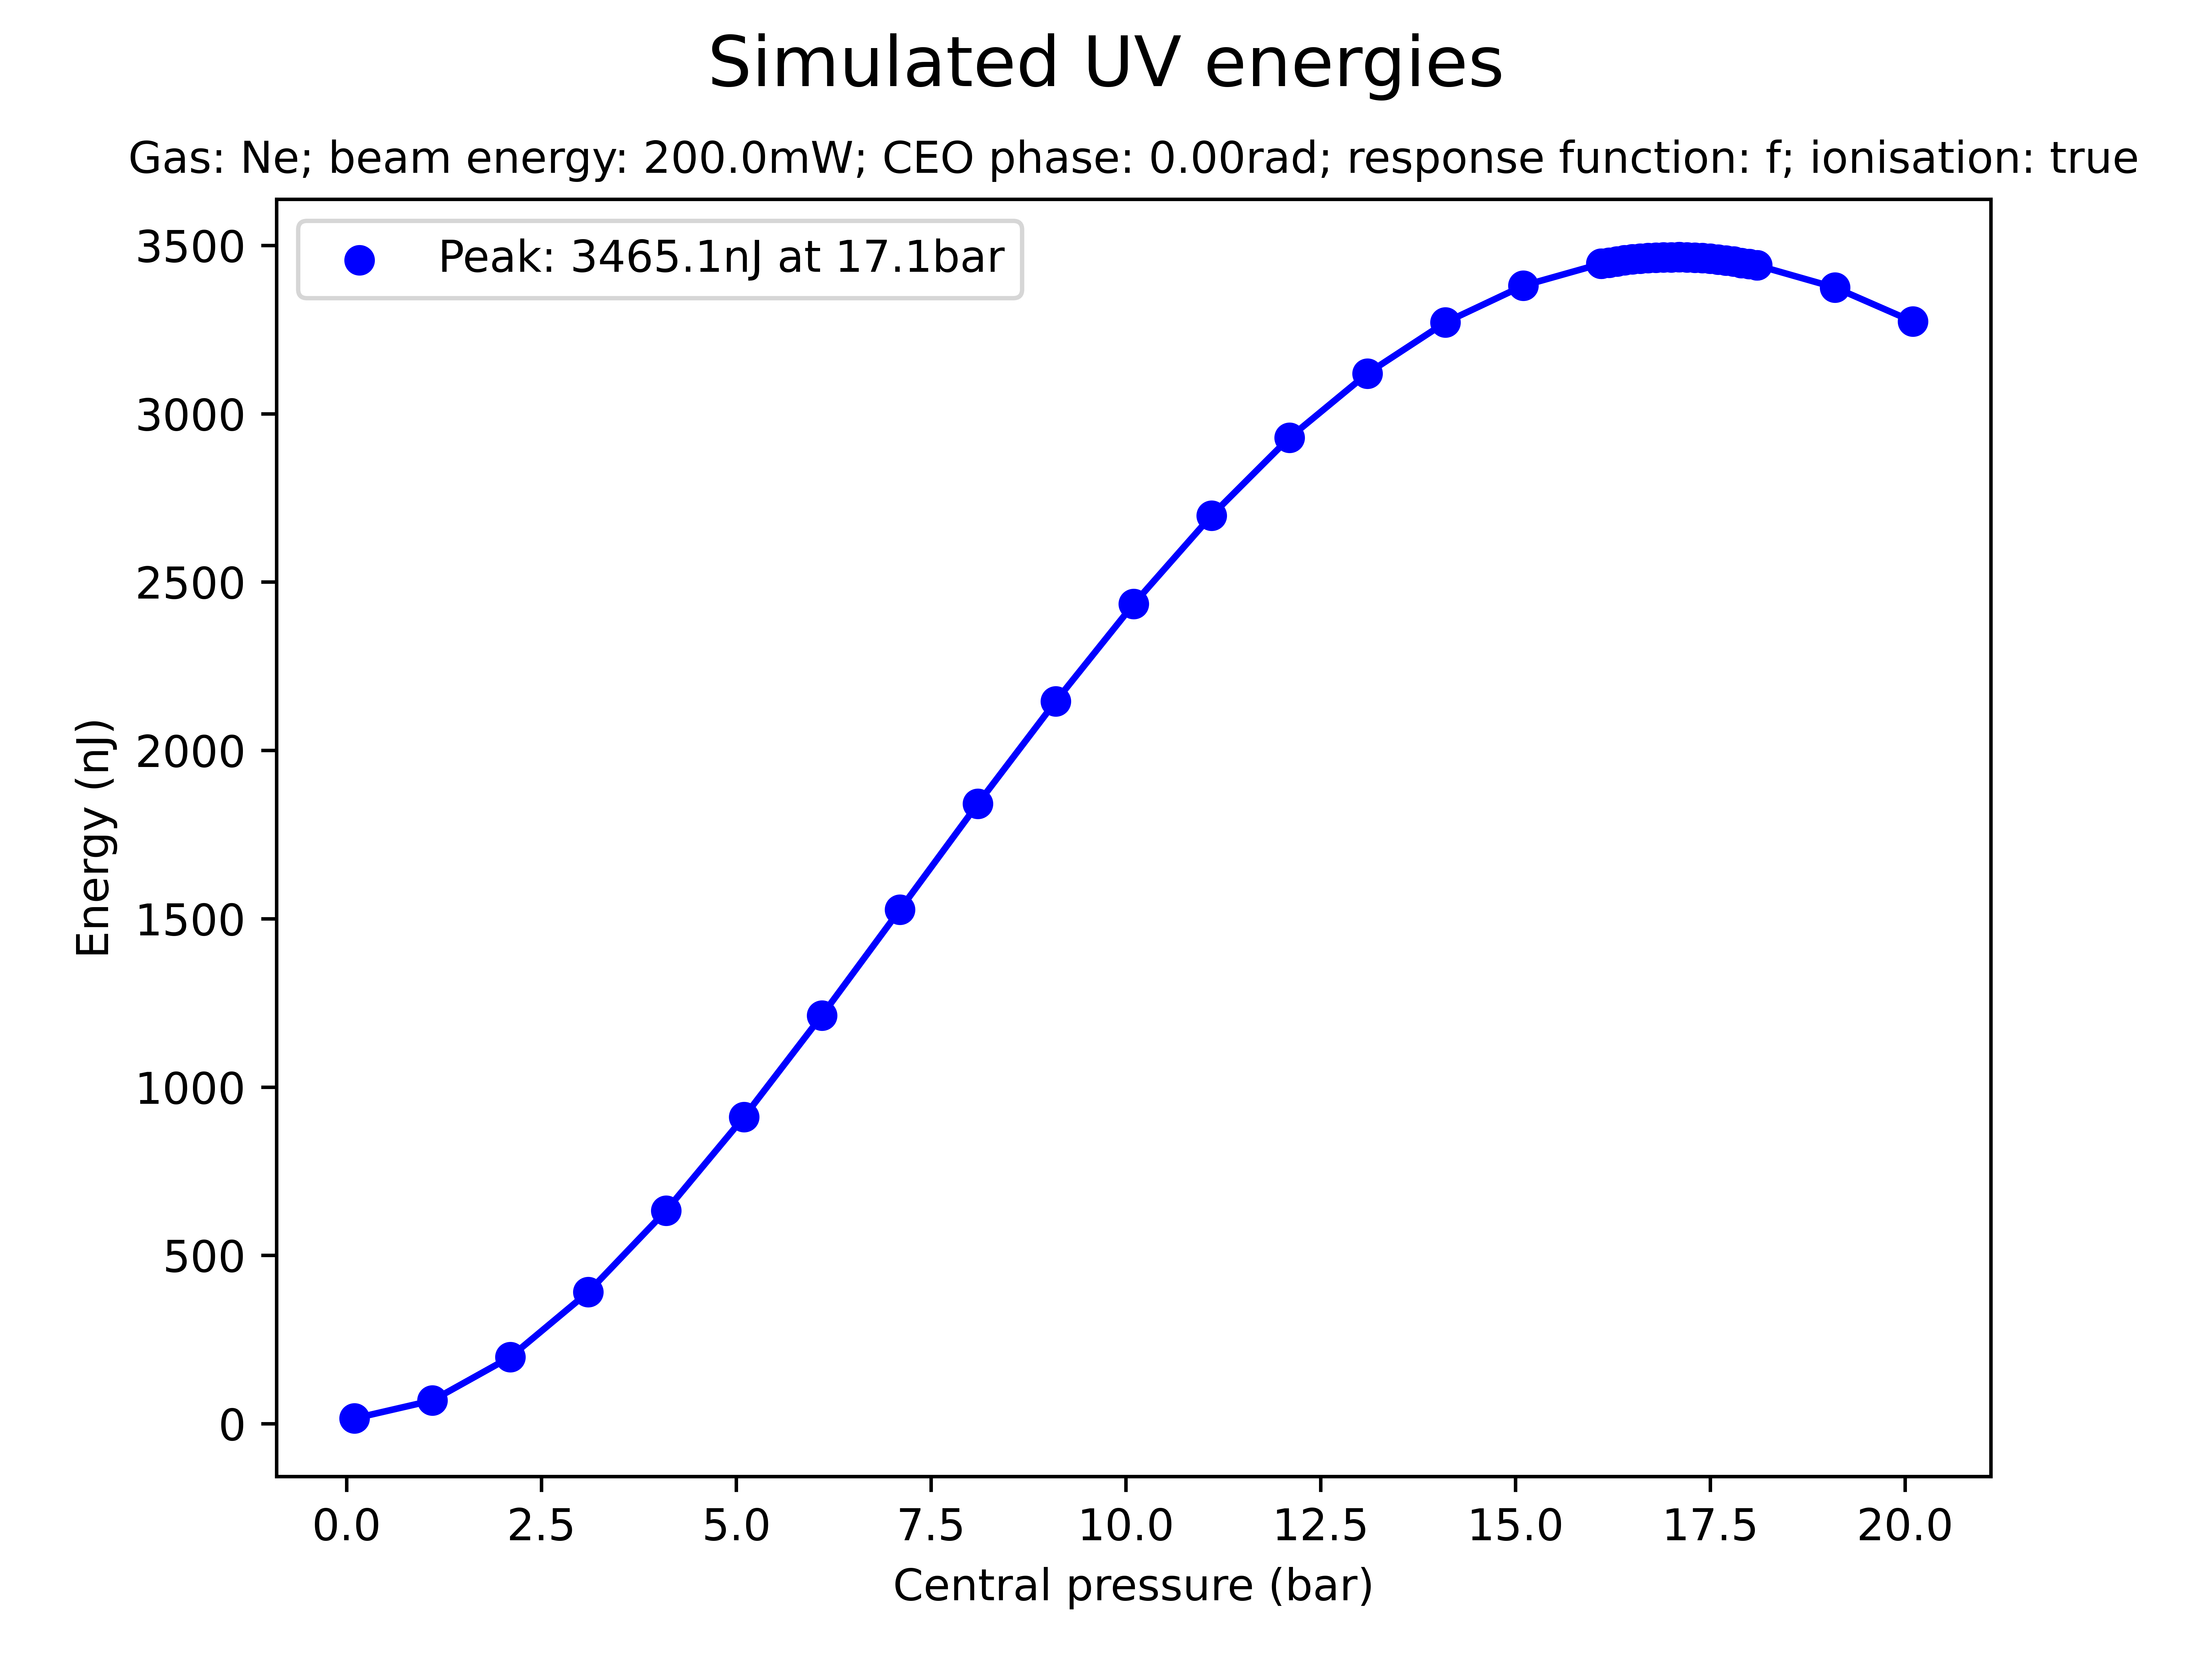 Simulated UV energies
Gas: Ne; beam energy: 200.0mW; CEO phase: 0.00rad; response function: f; ionisation: true
Peak: 3465.1nJ at 17.1bar
3500
3000
2500
2000
1500
1000
500
0
Energy (nJ)
0.0 2.5 5.0 7.5 10.0 12.5 15.0 17.5 20.0
Central pressure (bar)